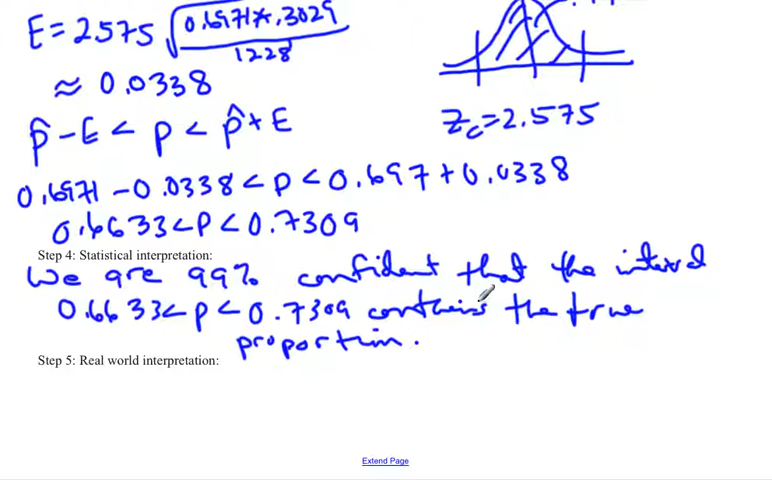 E = 2575 √(0.6971*.3029 / 1228)
≈ 0.0338
Zc = 2.575
p̂ - E < p < p̂ + E
0.6971 - 0.0338 < p < 0.697 + 0.0338
0.6633 < p < 0.7309
Step 4: Statistical interpretation:
We are 99% confident that the interval
0.6633 < p < 0.7309 contains the true
proportion.
Step 5: Real world interpretation:
Extend Page